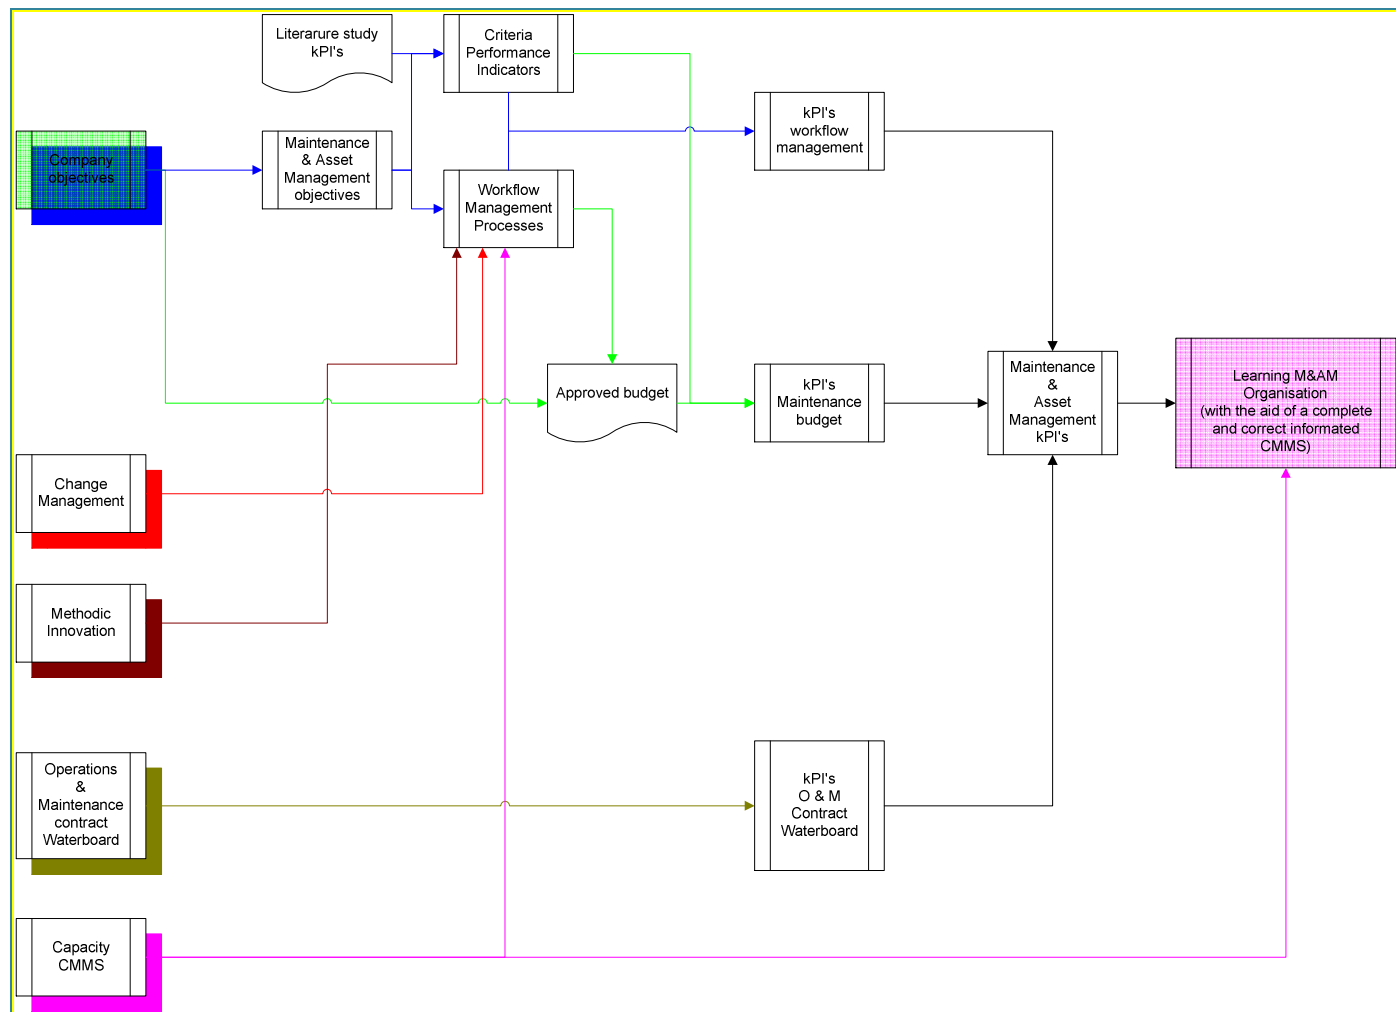 Literarure study
kPI's
Criteria
Performance
Indicators
kPI's
workflow
management
Company
objectives
Maintenance
& Asset
Management
objectives
Workflow
Management
Processes
Approved budget
kPI's
Maintenance
budget
Maintenance
&
Asset
Management
kPI's
Learning M&AM
Organisation
(with the aid of a complete
and correct informated
CMMS)
Change
Management
Methodic
Innovation
Operations
&
Maintenance
contract
Waterboard
kPI's
O & M
Contract
Waterboard
Capacity
CMMS